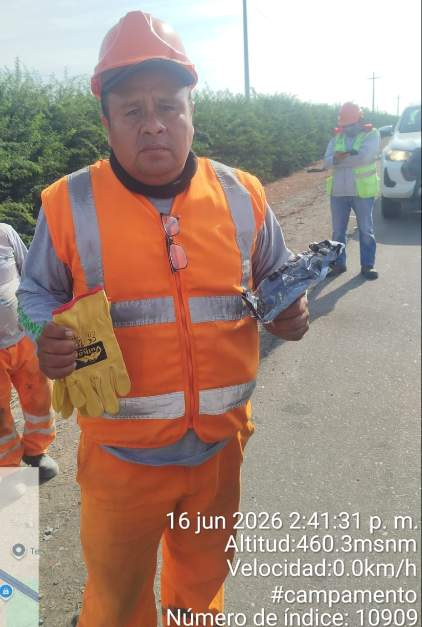 16 jun 2026 2:41:31 p. m.
Altitud:460.3msnm
Velocidad:0.0km/h
#campamento
Número de índice: 10909